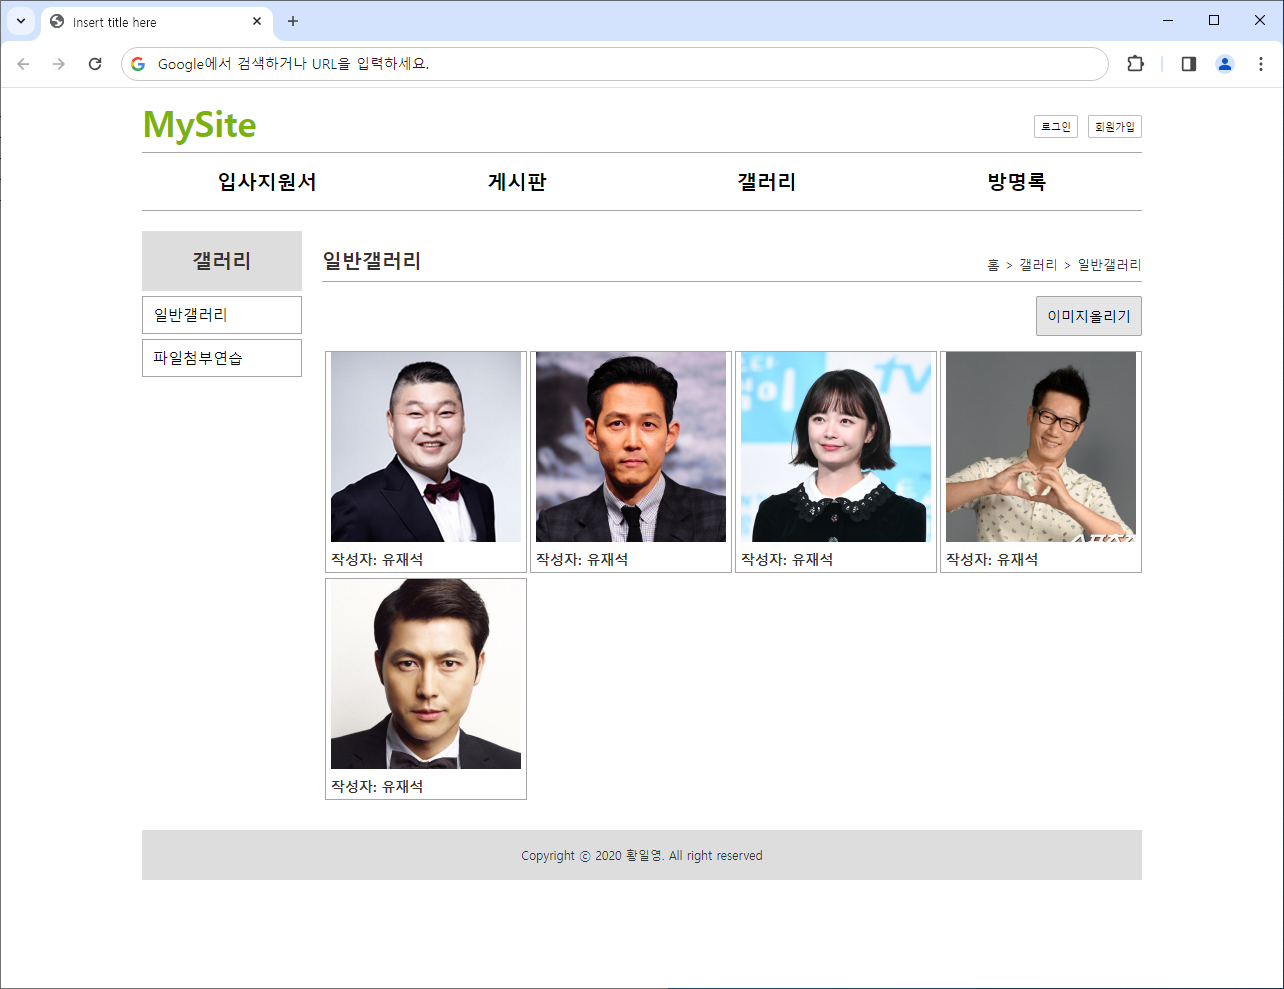 Insert title here
Google에서 검색하거나 URL을 입력하세요.
MySite
로그인 회원가입
입사지원서 게시판 갤러리 방명록
갤러리
일반갤러리
파일첨부연습
일반갤러리
홈 > 갤러리 > 일반갤러리
이미지올리기
tv
작성자: 유재석 작성자: 유재석 작성자: 유재석 작성자: 유재석
작성자: 유재석
Copyright ⓒ 2020 황일영. All right reserved